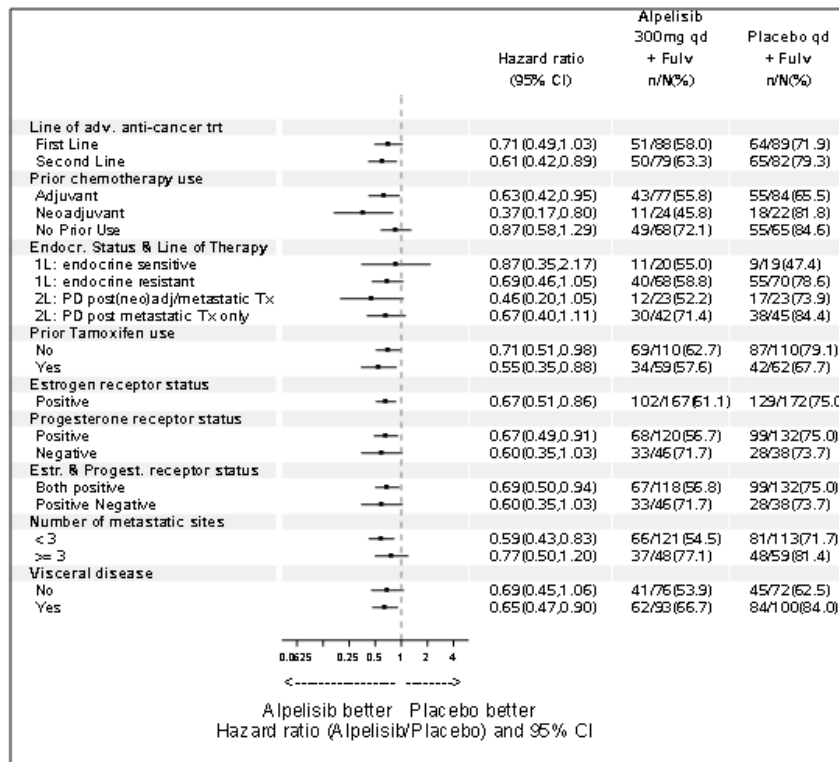 Alpelisib
300mg qd Placebo qd
Hazard ratio + Fulv + Fulv
(95% CI) n/N(%) n/N(%)
Line of adv. anti-cancer trt
First Line 0.71(0.49,1.03) 51/88(58.0) 64/89(71.9)
Second Line 0.61(0.42,0.89) 50/79(63.3) 65/82(79.3)
Prior chemotherapy use
Adjuvant 0.63(0.42,0.95) 43/77(55.8) 55/84(65.5)
Neoadjuvant 0.37(0.17,0.80) 11/24(45.8) 18/22(81.8)
No Prior Use 0.87(0.58,1.29) 49/68(72.1) 55/65(84.6)
Endocr. Status & Line of Therapy
1L: endocrine sensitive 0.87(0.35,2.17) 11/20(55.0) 9/19(47.4)
1L: endocrine resistant 0.69(0.46,1.05) 40/68(58.8) 55/70(78.6)
2L: PD post(neo)adj/metastatic Tx 0.46(0.20,1.05) 12/23(52.2) 17/23(73.9)
2L: PD post metastatic Tx only 0.67(0.40,1.11) 30/42(71.4) 38/45(84.4)
Prior Tamoxifen use
No 0.71(0.51,0.98) 69/110(62.7) 87/110(79.1)
Yes 0.55(0.35,0.88) 34/59(57.6) 42/62(67.7)
Estrogen receptor status
Positive 0.67(0.51,0.86) 102/167(61.1) 129/172(75.0
Progesterone receptor status
Positive 0.67(0.49,0.91) 68/120(56.7) 99/132(75.0)
Negative 0.60(0.35,1.03) 33/46(71.7) 28/38(73.7)
Estr. & Progest. receptor status
Both positive 0.69(0.50,0.94) 67/118(56.8) 99/132(75.0)
Positive Negative 0.60(0.35,1.03) 33/46(71.7) 28/38(73.7)
Number of metastatic sites
< 3 0.59(0.43,0.83) 66/121(54.5) 81/113(71.7)
>= 3 0.77(0.50,1.20) 37/48(77.1) 48/59(81.4)
Visceral disease
No 0.69(0.45,1.06) 41/76(53.9) 45/72(62.5)
Yes 0.65(0.47,0.90) 62/93(66.7) 84/100(84.0)
0.0625 0.25 0.5 1 2 4
<-------------------- ---------->
Alpelisib better Placebo better
Hazard ratio (Alpelisib/Placebo) and 95% CI